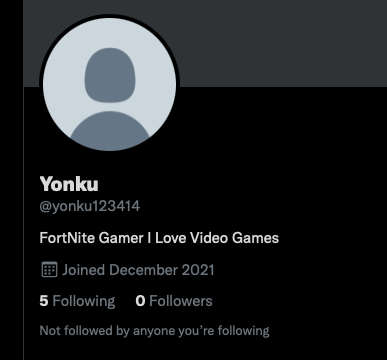 Yonku
@yonku123414
FortNite Gamer I Love Video Games
Joined December 2021
5 Following 0 Followers
Not followed by anyone you're following